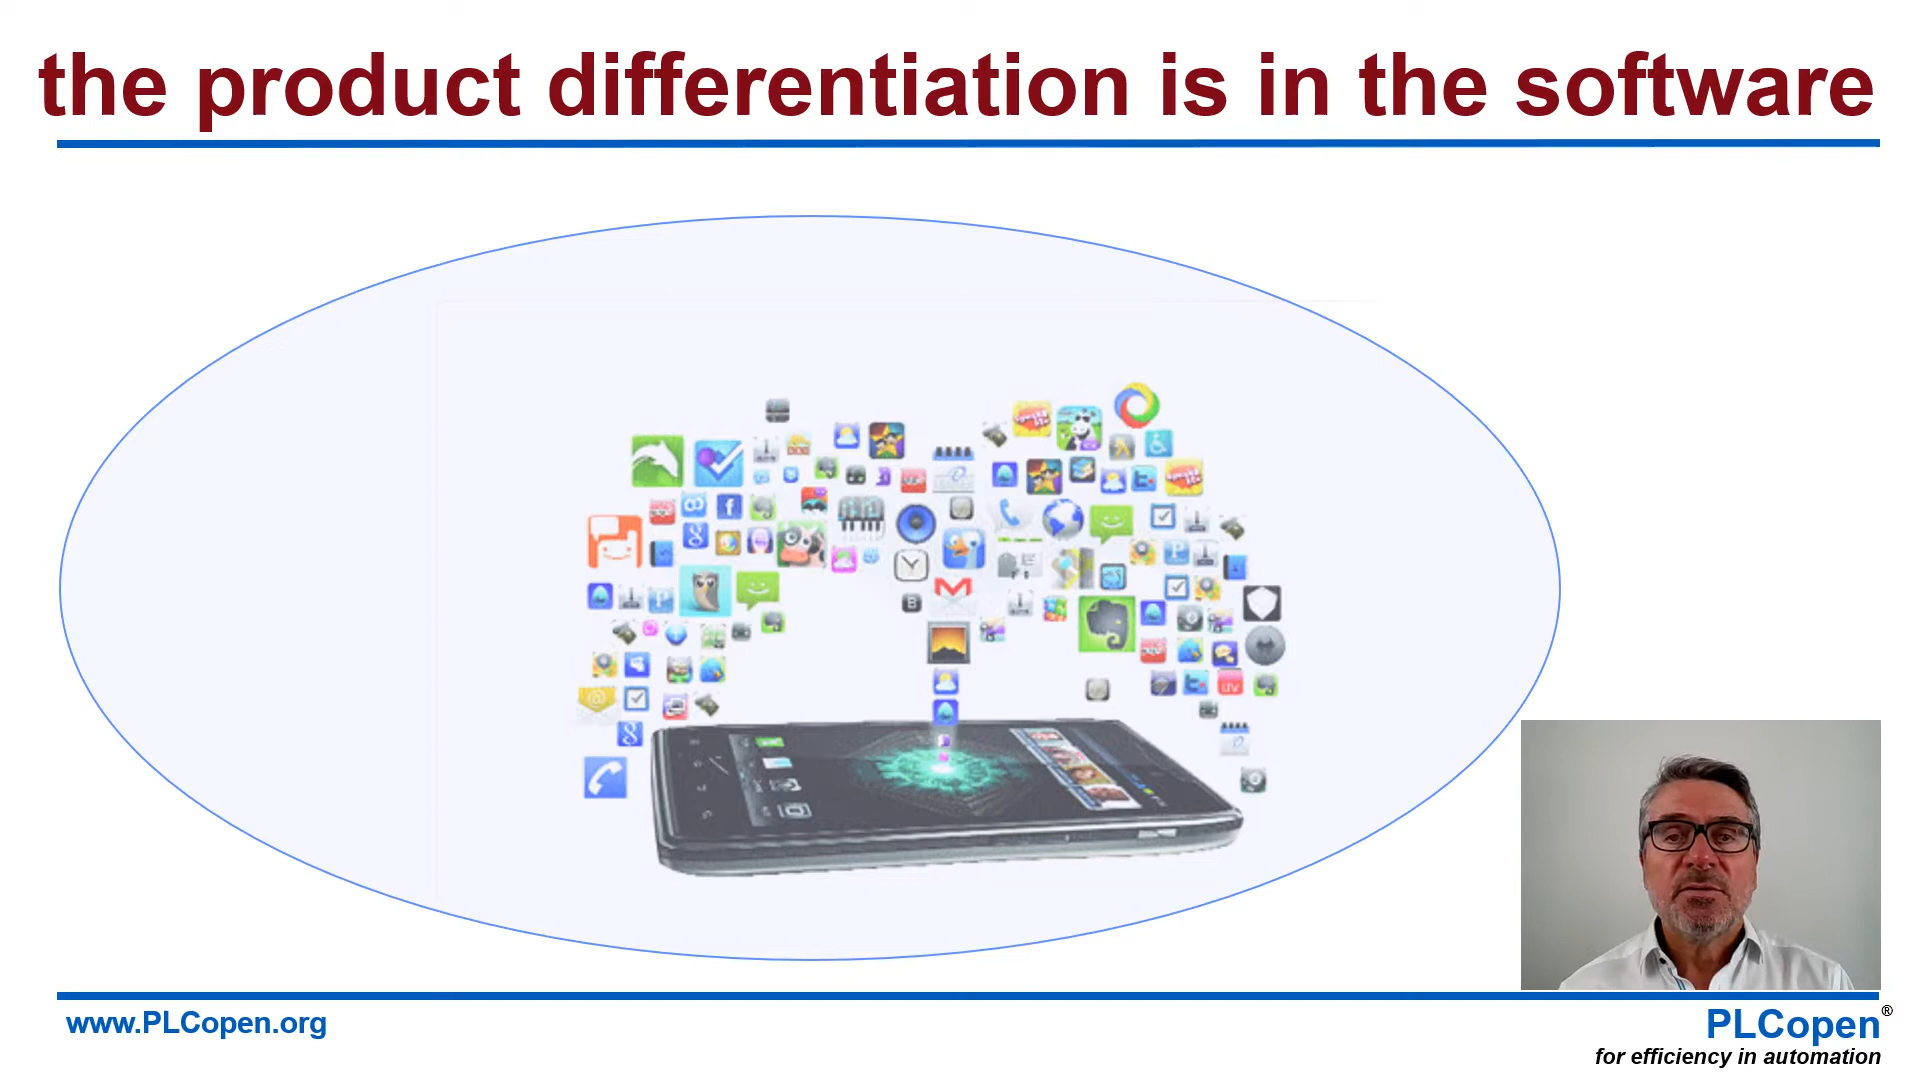 the product differentiation is in the software
www.PLCopen.org
PLCopen®
for efficiency in automation